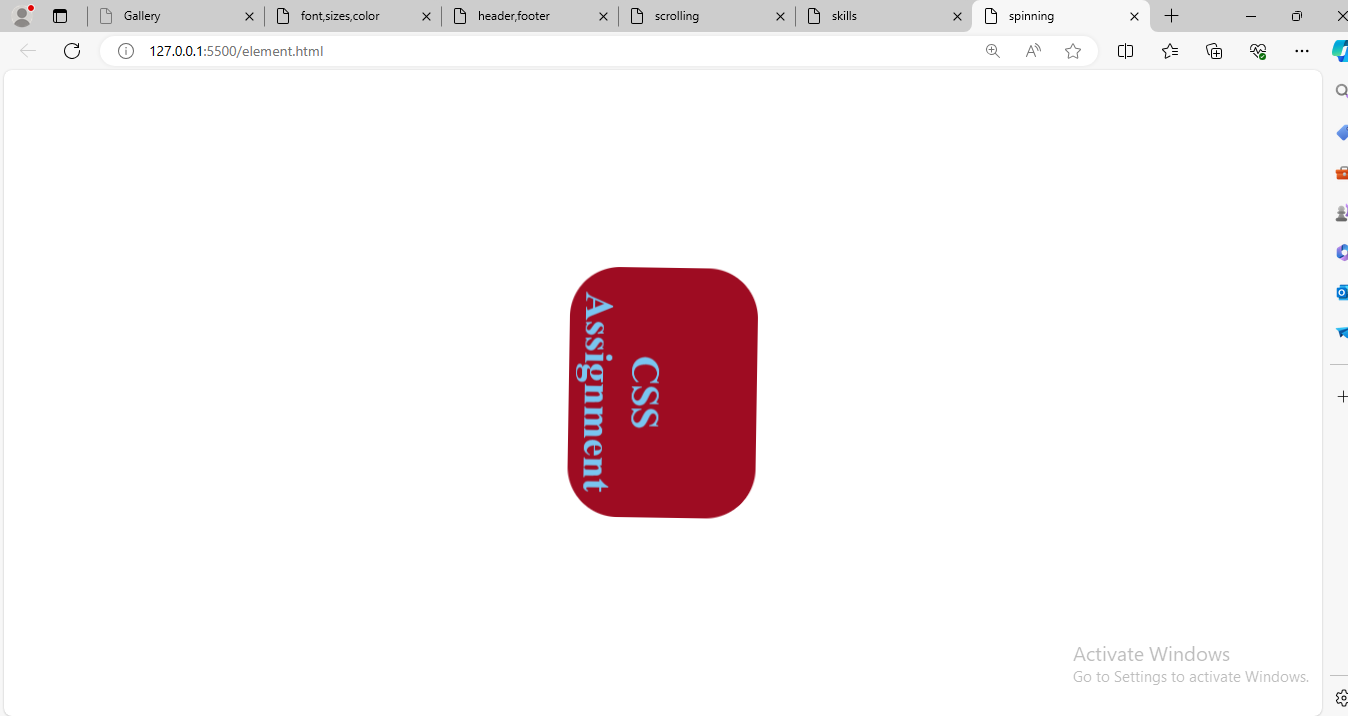 Gallery
font,sizes,color
header,footer
scrolling
skills
spinning
127.0.0.1:5500/element.html
CSS
Assignment
Activate Windows
Go to Settings to activate Windows.